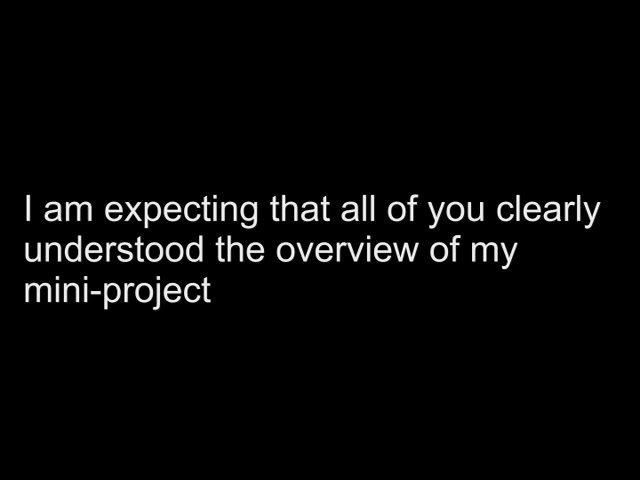 I am expecting that all of you clearly
understood the overview of my
mini-project